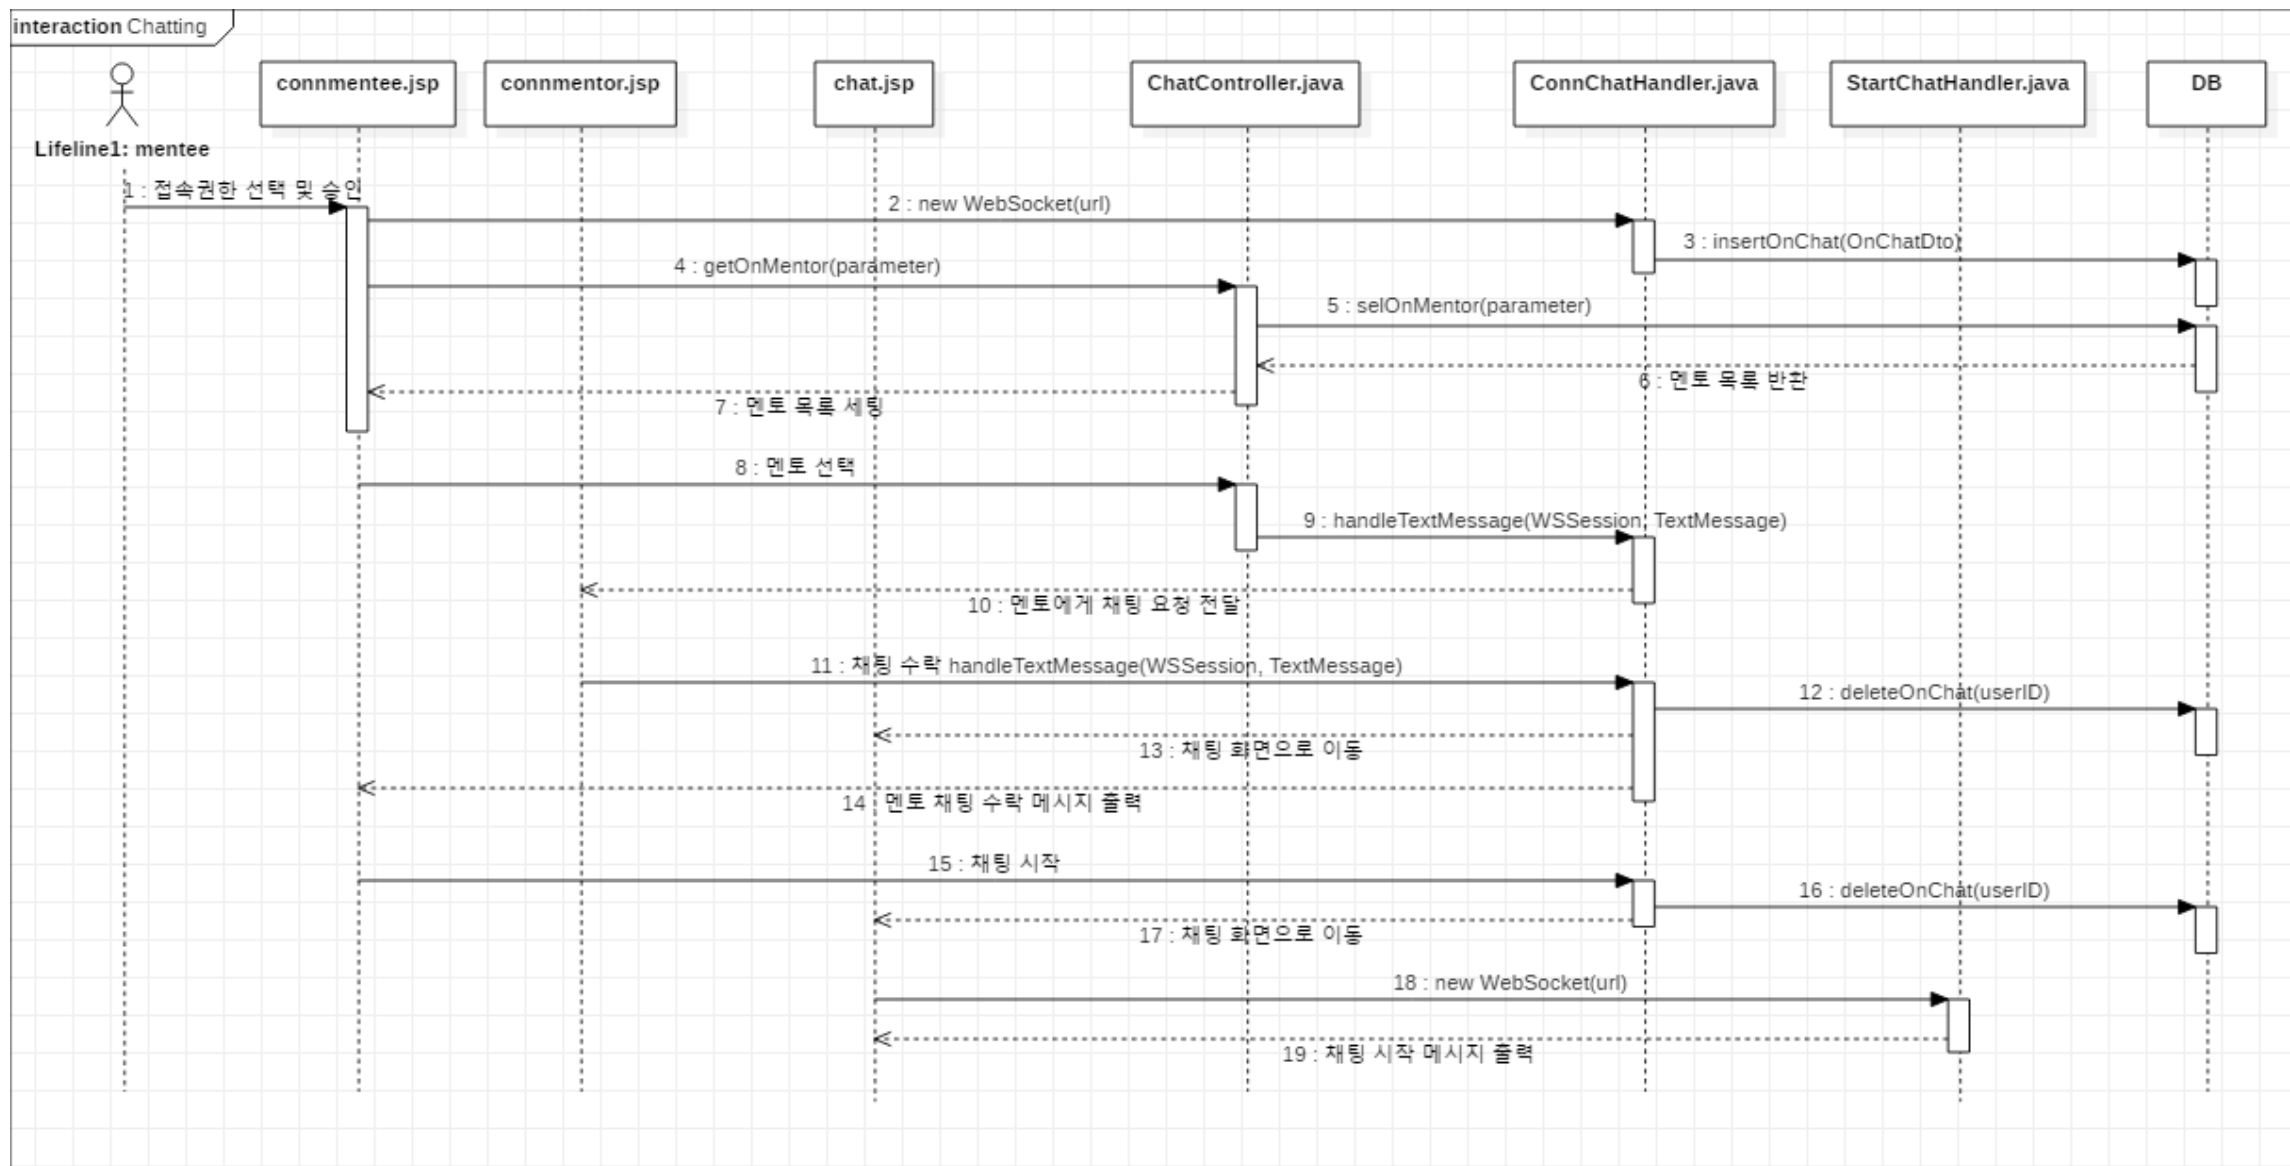 interaction Chatting
connmentee.jsp
connmentor.jsp
chat.jsp
ChatController.java
ConnChatHandler.java
StartChatHandler.java
DB
Lifeline1: mentee
1 : 접속권한 선택 및 승인
2 : new WebSocket(url)
3 : insertOnChat(OnChatDto)
4 : getOnMentor(parameter)
5 : selOnMentor(parameter)
6 : 멘토 목록 반환
7 : 멘토 목록 세팅
8 : 멘토 선택
9 : handleTextMessage(WSSession, TextMessage)
10 : 멘토에게 채팅 요청 전달
11 : 채팅 수락 handleTextMessage(WSSession, TextMessage)
12 : deleteOnChat(userID)
13 : 채팅 화면으로 이동
14 : 멘토 채팅 수락 메시지 출력
15 : 채팅 시작
16 : deleteOnChat(userID)
17 : 채팅 화면으로 이동
18 : new WebSocket(url)
19 : 채팅 시작 메시지 출력